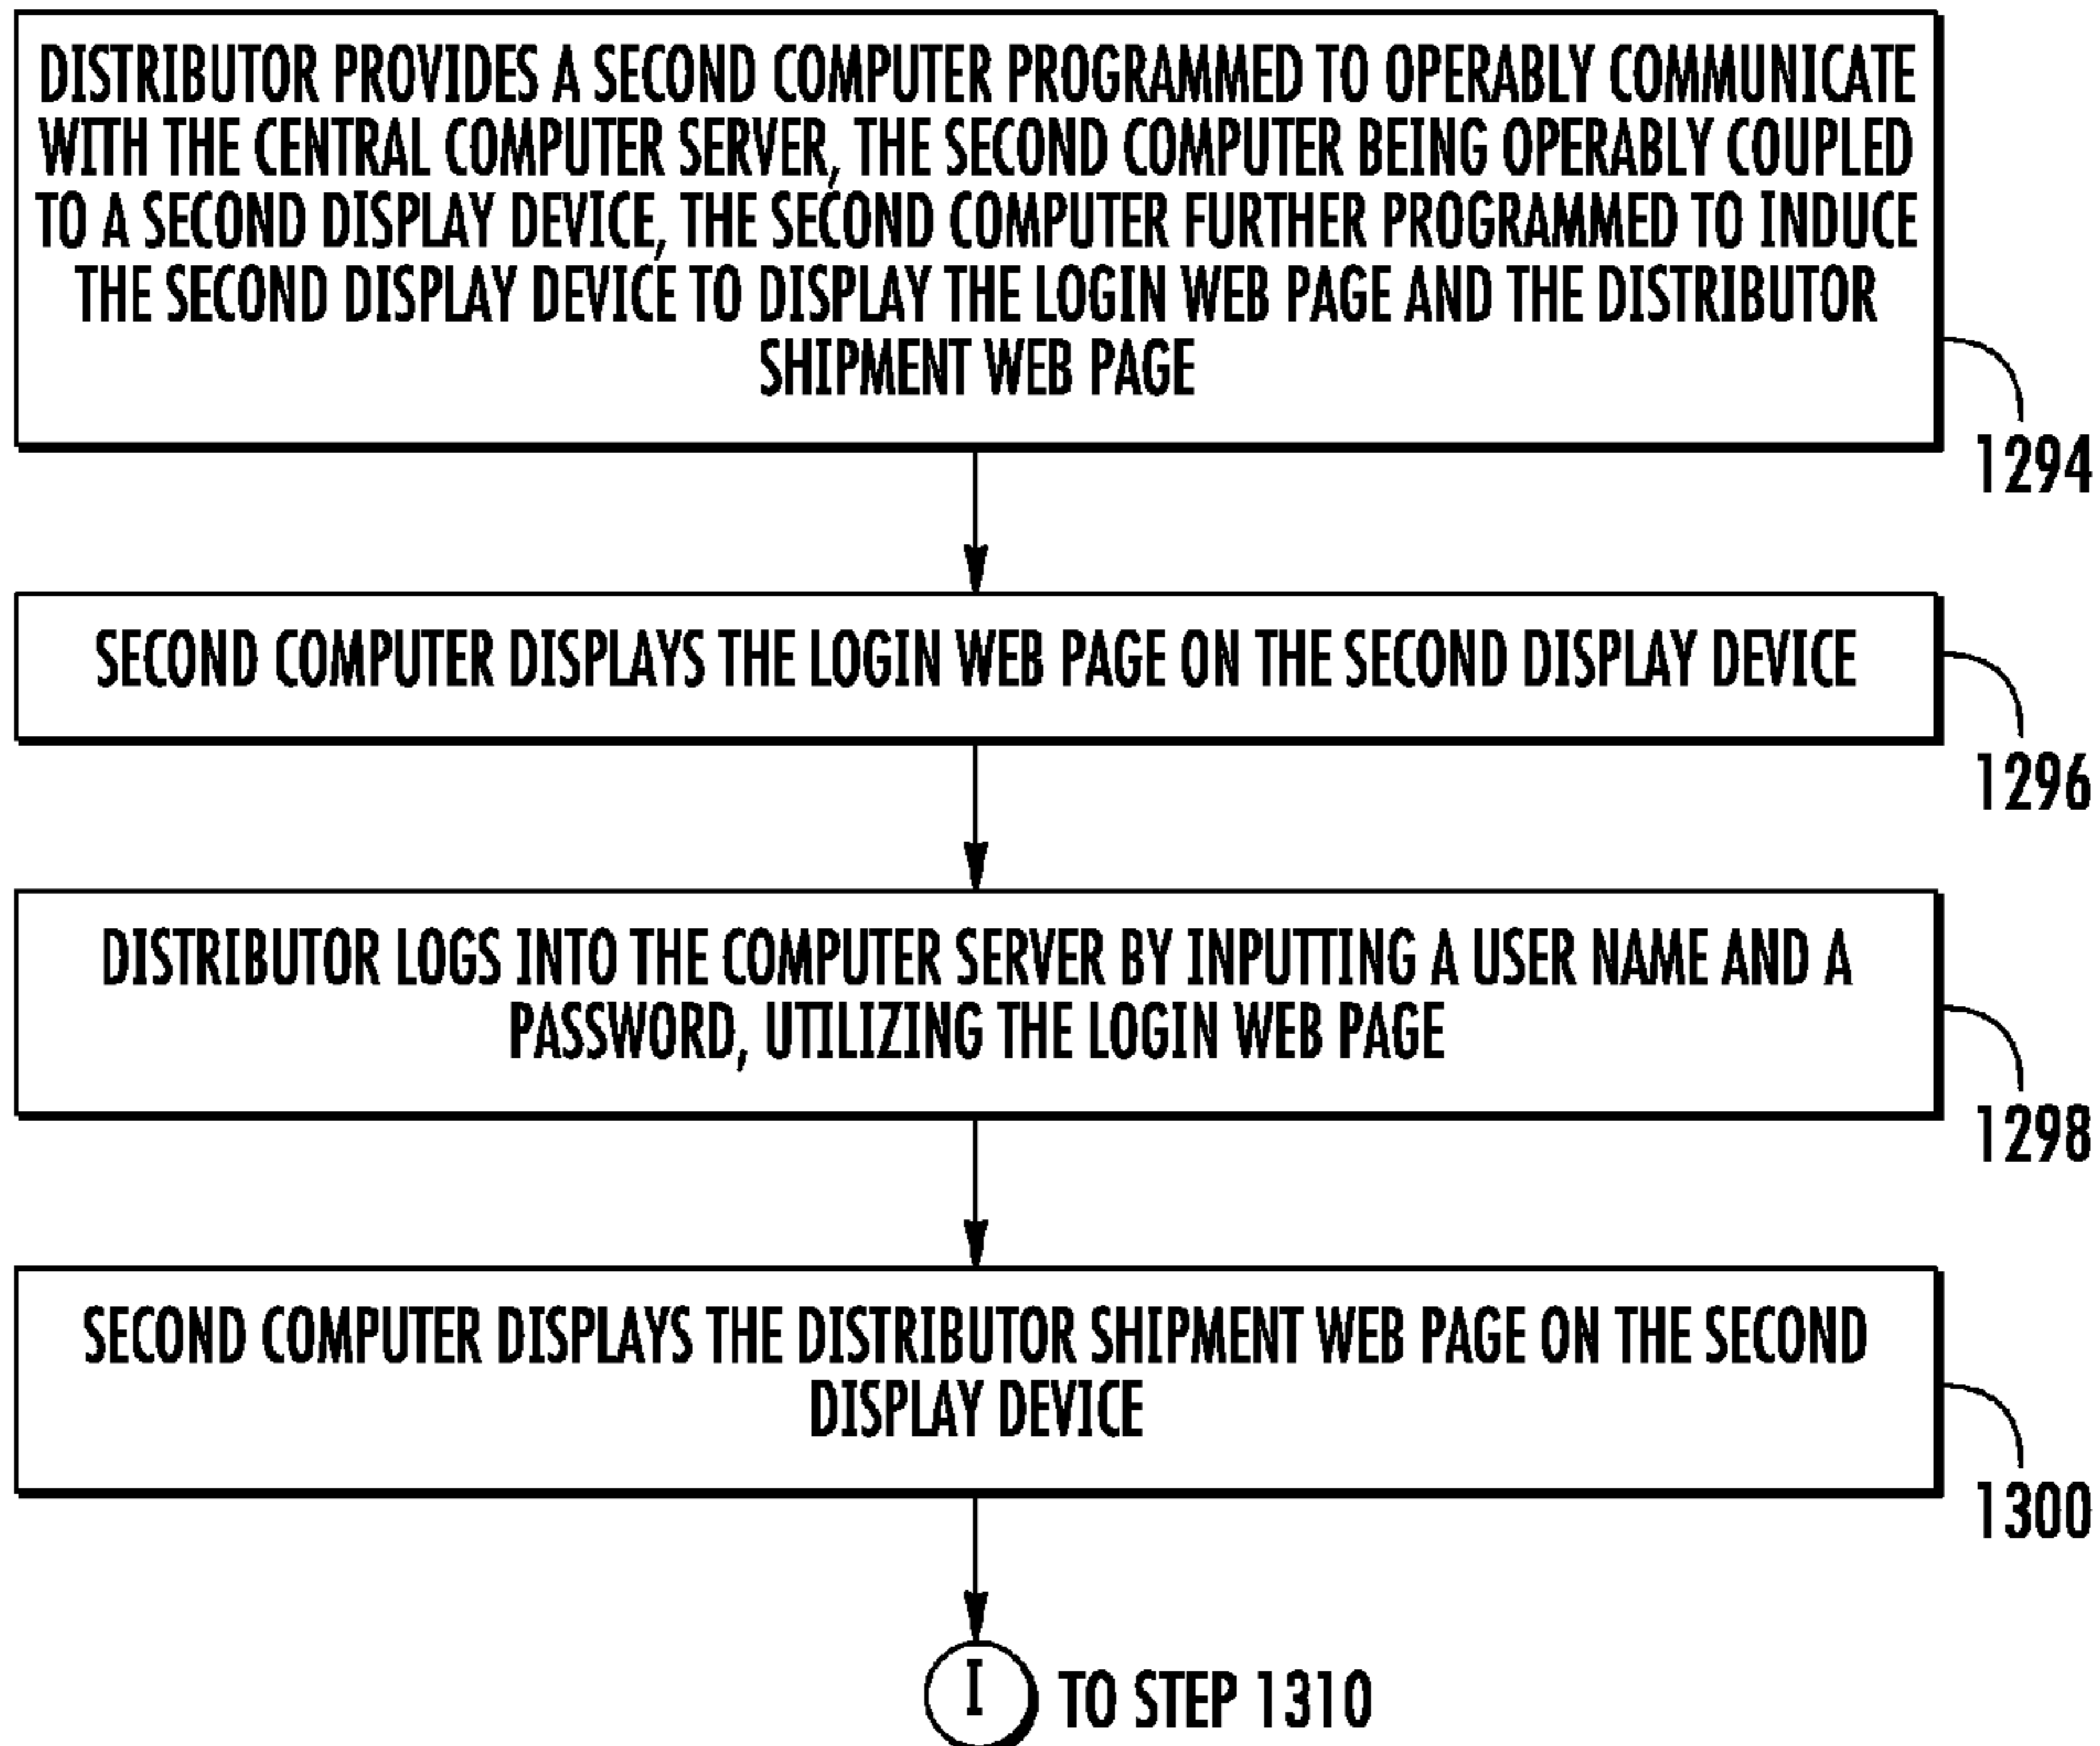 DISTRIBUTOR PROVIDES A SECOND COMPUTER PROGRAMMED TO OPERABLY COMMUNICATE
WITH THE CENTRAL COMPUTER SERVER, THE SECOND COMPUTER BEING OPERABLY COUPLED
TO A SECOND DISPLAY DEVICE, THE SECOND COMPUTER FURTHER PROGRAMMED TO INDUCE
THE SECOND DISPLAY DEVICE TO DISPLAY THE LOGIN WEB PAGE AND THE DISTRIBUTOR
SHIPMENT WEB PAGE
1294
SECOND COMPUTER DISPLAYS THE LOGIN WEB PAGE ON THE SECOND DISPLAY DEVICE
1296
DISTRIBUTOR LOGS INTO THE COMPUTER SERVER BY INPUTTING A USER NAME AND A
PASSWORD, UTILIZING THE LOGIN WEB PAGE
1298
SECOND COMPUTER DISPLAYS THE DISTRIBUTOR SHIPMENT WEB PAGE ON THE SECOND
DISPLAY DEVICE
1300
I TO STEP 1310